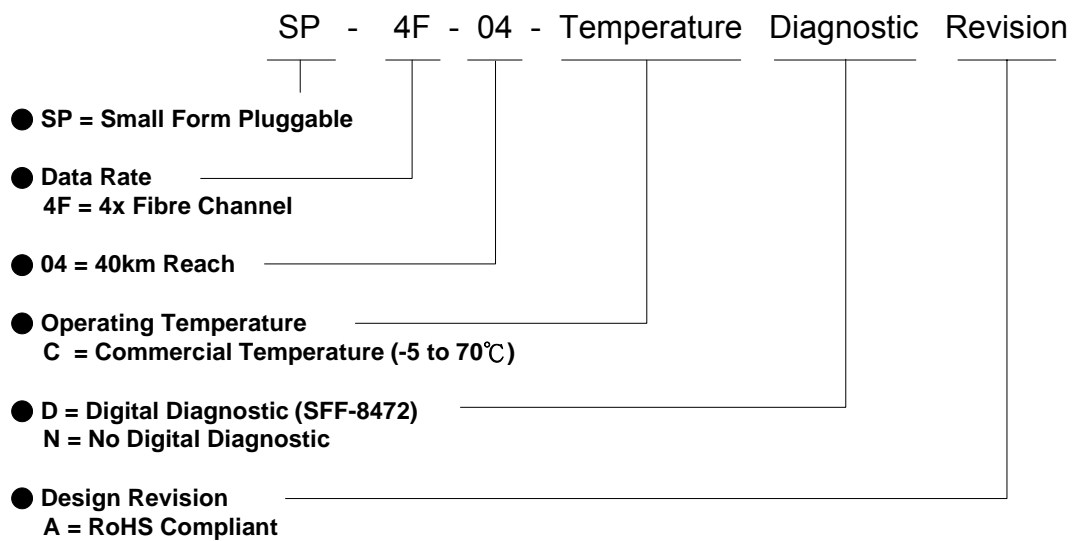 SP - 4F - 04 - Temperature Diagnostic Revision
● SP = Small Form Pluggable
● Data Rate
4F = 4x Fibre Channel
● 04 = 40km Reach
● Operating Temperature
C = Commercial Temperature (-5 to 70℃)
● D = Digital Diagnostic (SFF-8472)
N = No Digital Diagnostic
● Design Revision
A = RoHS Compliant